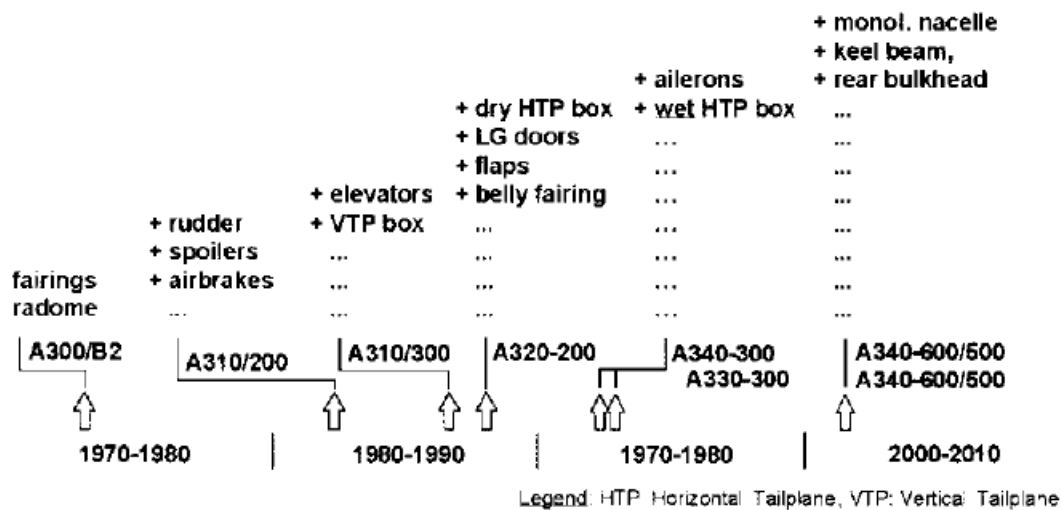 + monol. nacelle
+ keel beam,
+ rear bulkhead
...
...
...
...
...
...
...
...
+ ailerons
+ wet HTP box
...
...
...
...
...
...
...
+ dry HTP box
+ LG doors
+ flaps
+ belly fairing
...
...
...
...
+ elevators
+ VTP box
...
...
...
+ rudder
+ spoilers
+ airbrakes
...
fairings
radome
A300/B2
A310/200
A310/300
A320-200
A340-300
A330-300
A340-600/500
A340-600/500
1970-1980
1980-1990
1970-1980
2000-2010
Legend: HTP Horizontal Tailplane, VTP: Vertical Tailplane